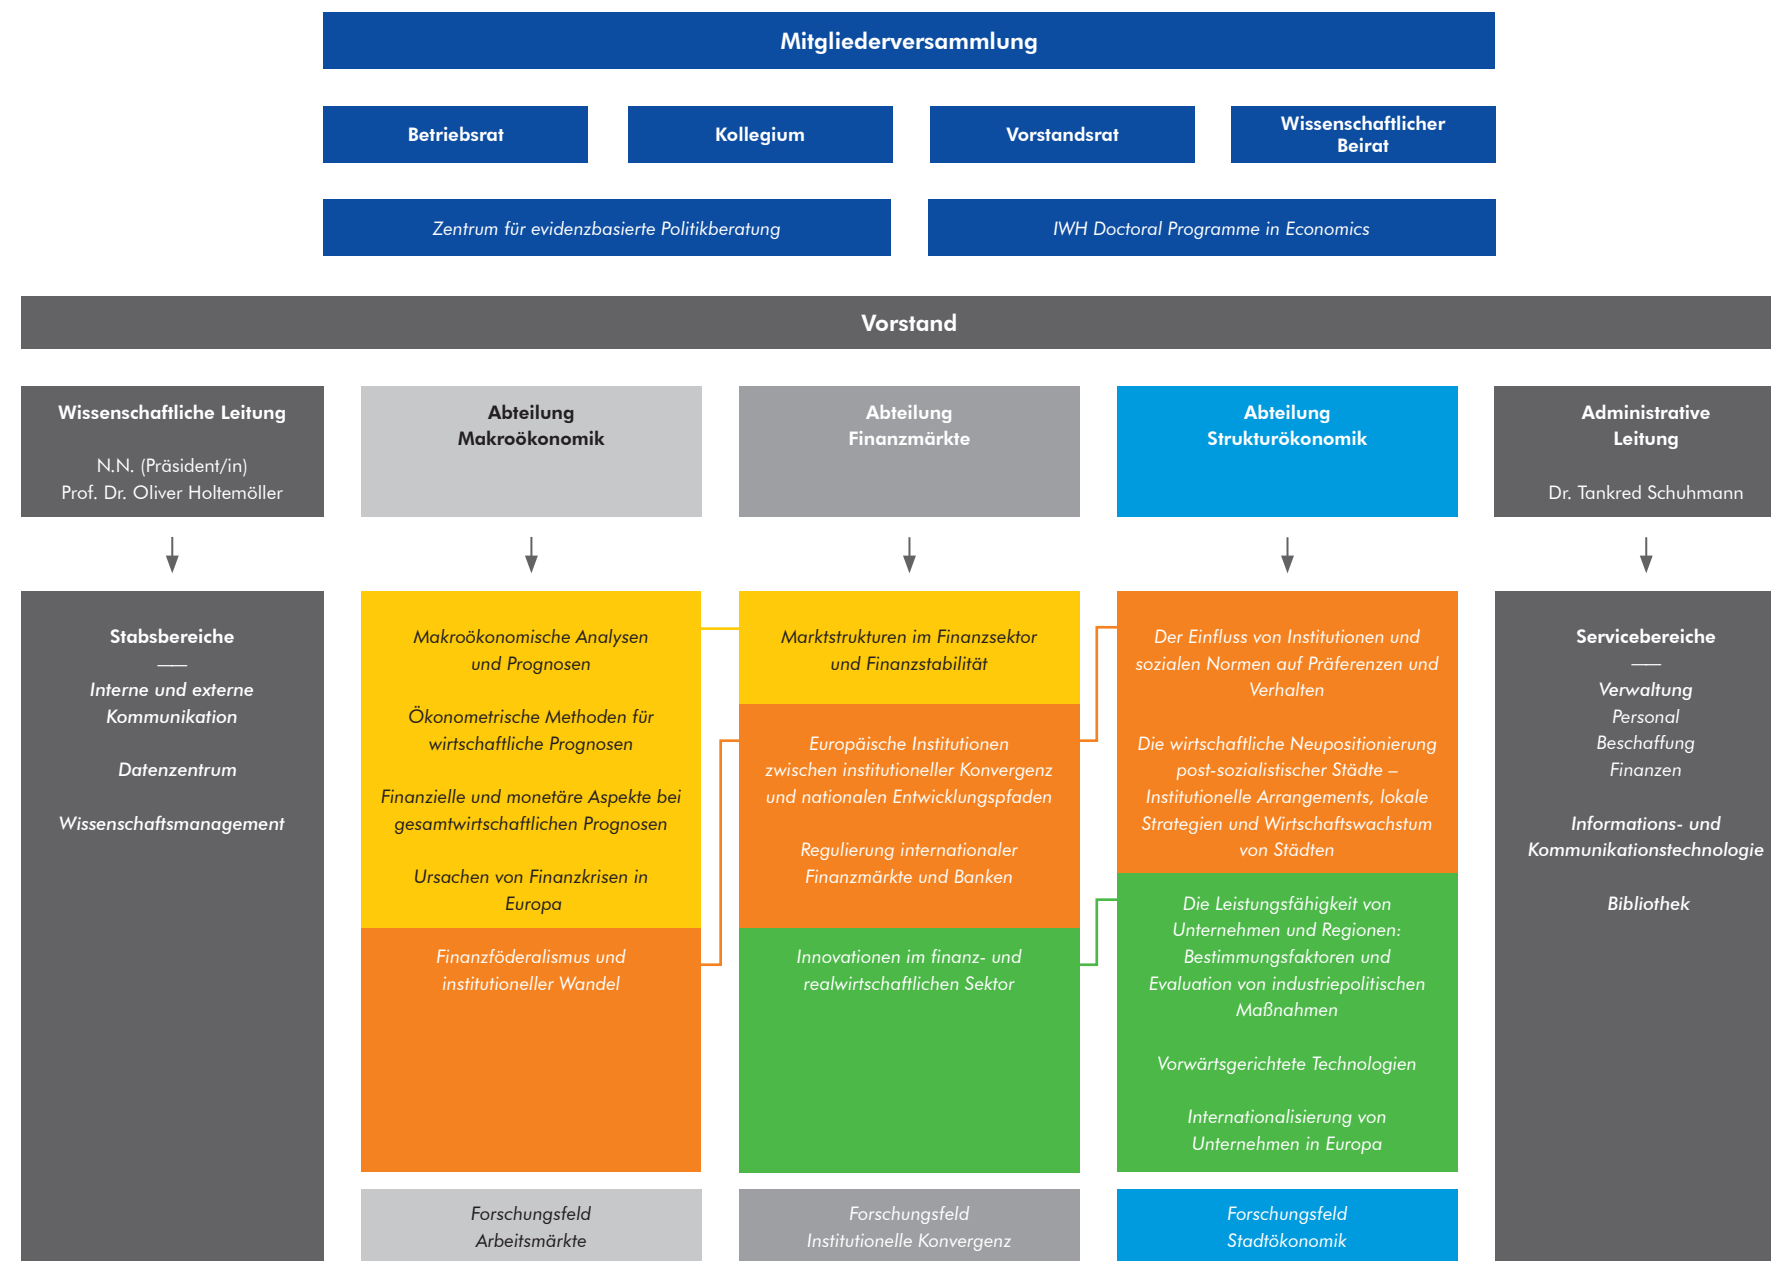 Mitgliederversammlung
Betriebsrat
Kollegium
Vorstandsrat
Wissenschaftlicher
Beirat
Zentrum für evidenzbasierte Politikberatung
IWH Doctoral Programme in Economics
Vorstand
Wissenschaftliche Leitung
N.N. (Präsident/in)
Prof. Dr. Oliver Holtemöller
Abteilung
Makroökonomik
Abteilung
Finanzmärkte
Abteilung
Strukturökonomik
Administrative
Leitung
Dr. Tankred Schuhmann
Stabsbereiche
Interne und externe
Kommunikation
Datenzentrum
Wissenschaftsmanagement
Makroökonomische Analysen
und Prognosen
Ökonometrische Methoden für
wirtschaftliche Prognosen
Finanzielle und monetäre Aspekte bei
gesamtwirtschaftlichen Prognosen
Ursachen von Finanzkrisen in
Europa
Finanzföderalismus und
institutioneller Wandel
Forschungsfeld
Arbeitsmärkte
Marktstrukturen im Finanzsektor
und Finanzstabilität
Europäische Institutionen
zwischen institutioneller Konvergenz
und nationalen Entwicklungspfaden
Regulierung internationaler
Finanzmärkte und Banken
Innovationen im finanz- und
realwirtschaftlichen Sektor
Forschungsfeld
Institutionelle Konvergenz
Der Einfluss von Institutionen und
sozialen Normen auf Präferenzen und
Verhalten
Die wirtschaftliche Neupositionierung
post-sozialistischer Städte –
Institutionelle Arrangements, lokale
Strategien und Wirtschaftswachstum
von Städten
Die Leistungsfähigkeit von
Unternehmen und Regionen:
Bestimmungsfaktoren und
Evaluation von industriepolitischen
Maßnahmen
Vorwärtsgerichtete Technologien
Internationalisierung von
Unternehmen in Europa
Forschungsfeld
Stadtökonomik
Servicebereiche
Verwaltung
Personal
Beschaffung
Finanzen
Informations- und
Kommunikationstechnologie
Bibliothek